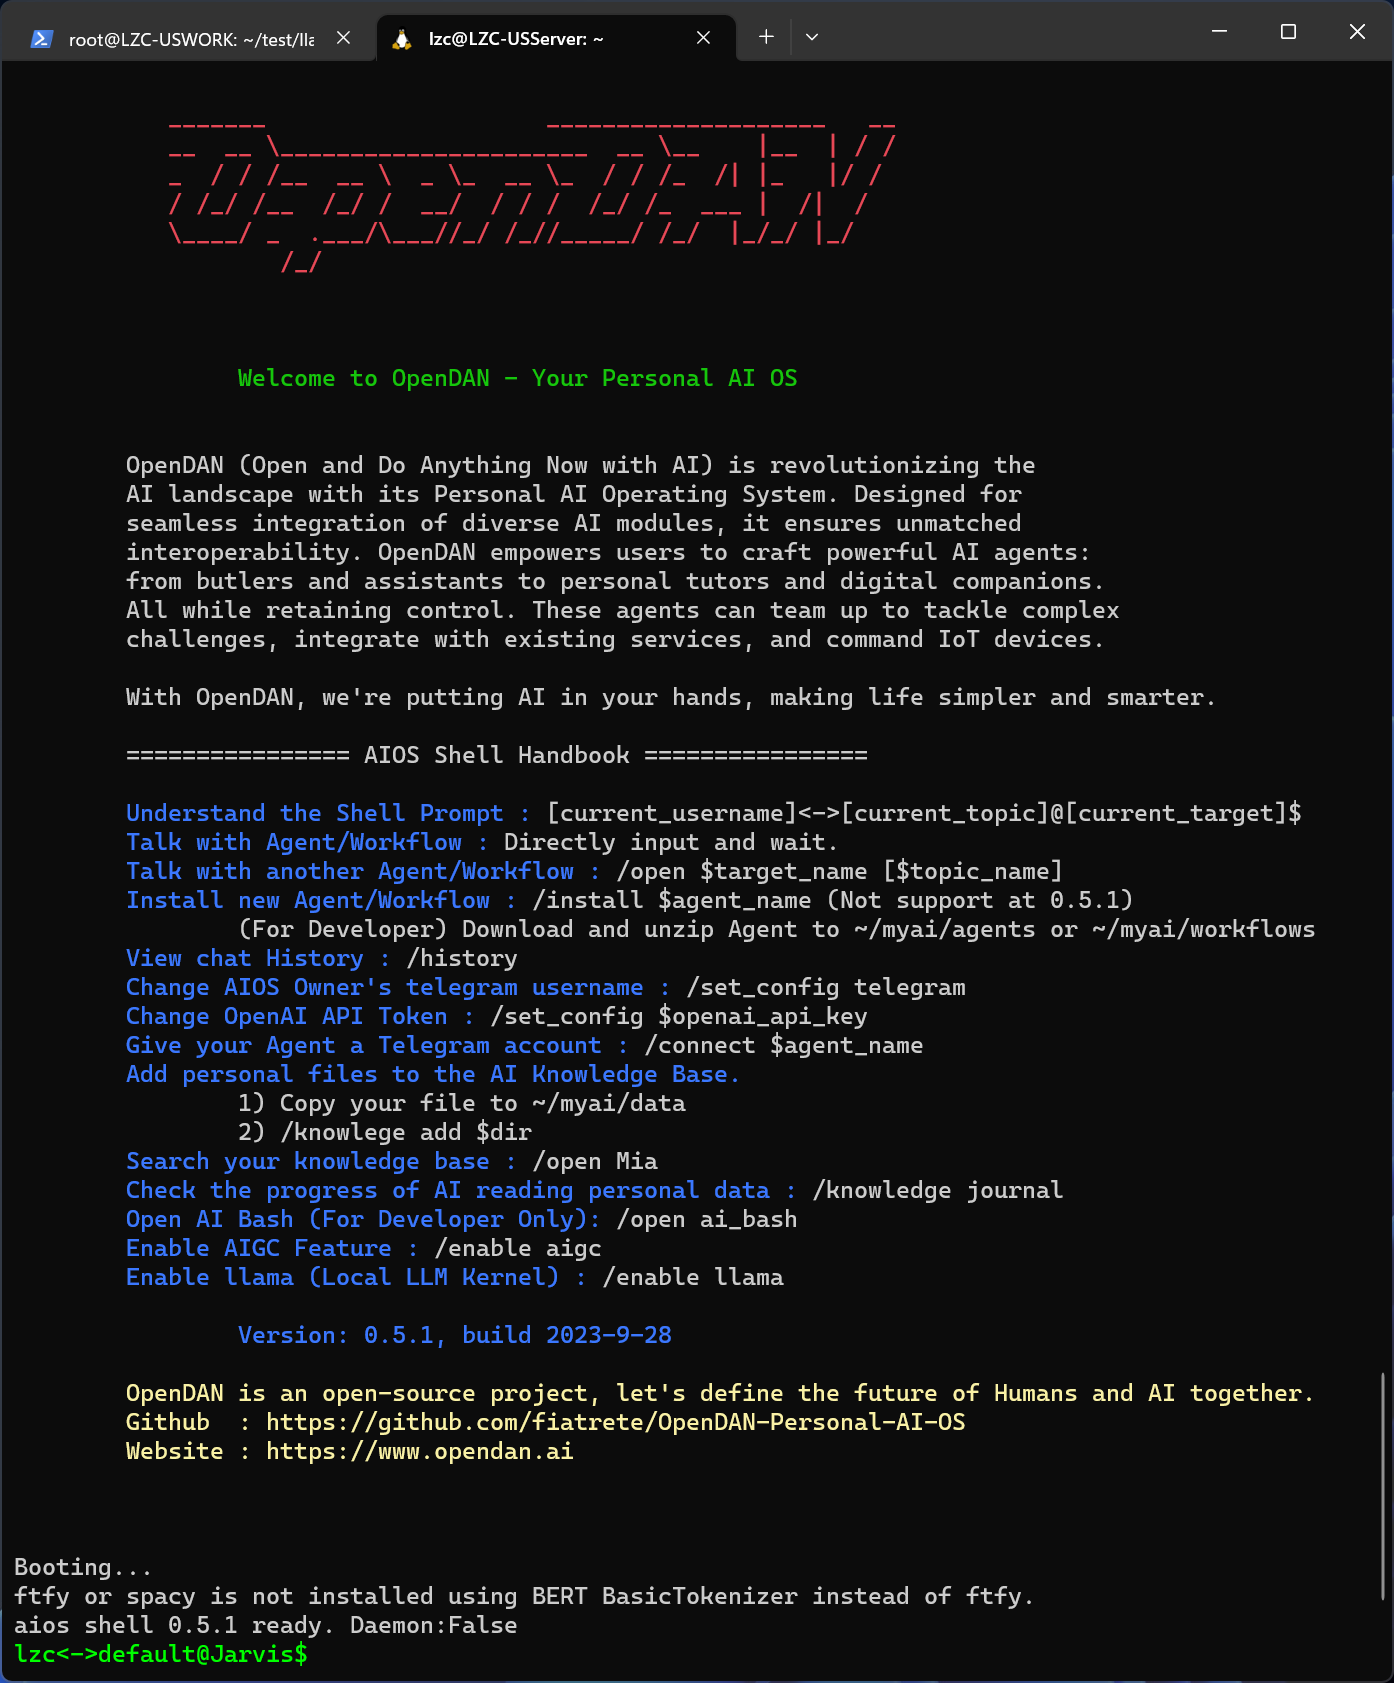 root@LZC-USWORK: ~/test/lla
lzc@LZC-USServer: ~
OpenDAN
Welcome to OpenDAN - Your Personal AI OS
OpenDAN (Open and Do Anything Now with AI) is revolutionizing the
AI landscape with its Personal AI Operating System. Designed for
seamless integration of diverse AI modules, it ensures unmatched
interoperability. OpenDAN empowers users to craft powerful AI agents:
from butlers and assistants to personal tutors and digital companions.
All while retaining control. These agents can team up to tackle complex
challenges, integrate with existing services, and command IoT devices.
With OpenDAN, we're putting AI in your hands, making life simpler and smarter.
================ AIOS Shell Handbook ================
Understand the Shell Prompt : [current_username]<->[current_topic]@[current_target]$
Talk with Agent/Workflow : Directly input and wait.
Talk with another Agent/Workflow : /open $target_name [$topic_name]
Install new Agent/Workflow : /install $agent_name (Not support at 0.5.1)
(For Developer) Download and unzip Agent to ~/myai/agents or ~/myai/workflows
View chat History : /history
Change AIOS Owner's telegram username : /set_config telegram
Change OpenAI API Token : /set_config $openai_api_key
Give your Agent a Telegram account : /connect $agent_name
Add personal files to the AI Knowledge Base.
1) Copy your file to ~/myai/data
2) /knowlege add $dir
Search your knowledge base : /open Mia
Check the progress of AI reading personal data : /knowledge journal
Open AI Bash (For Developer Only): /open ai_bash
Enable AIGC Feature : /enable aigc
Enable llama (Local LLM Kernel) : /enable llama
Version: 0.5.1, build 2023-9-28
OpenDAN is an open-source project, let's define the future of Humans and AI together.
Github  : https://github.com/fiatrete/OpenDAN-Personal-AI-OS
Website : https://www.opendan.ai
Booting...
ftfy or spacy is not installed using BERT BasicTokenizer instead of ftfy.
aios shell 0.5.1 ready. Daemon:False
lzc<->default@Jarvis$